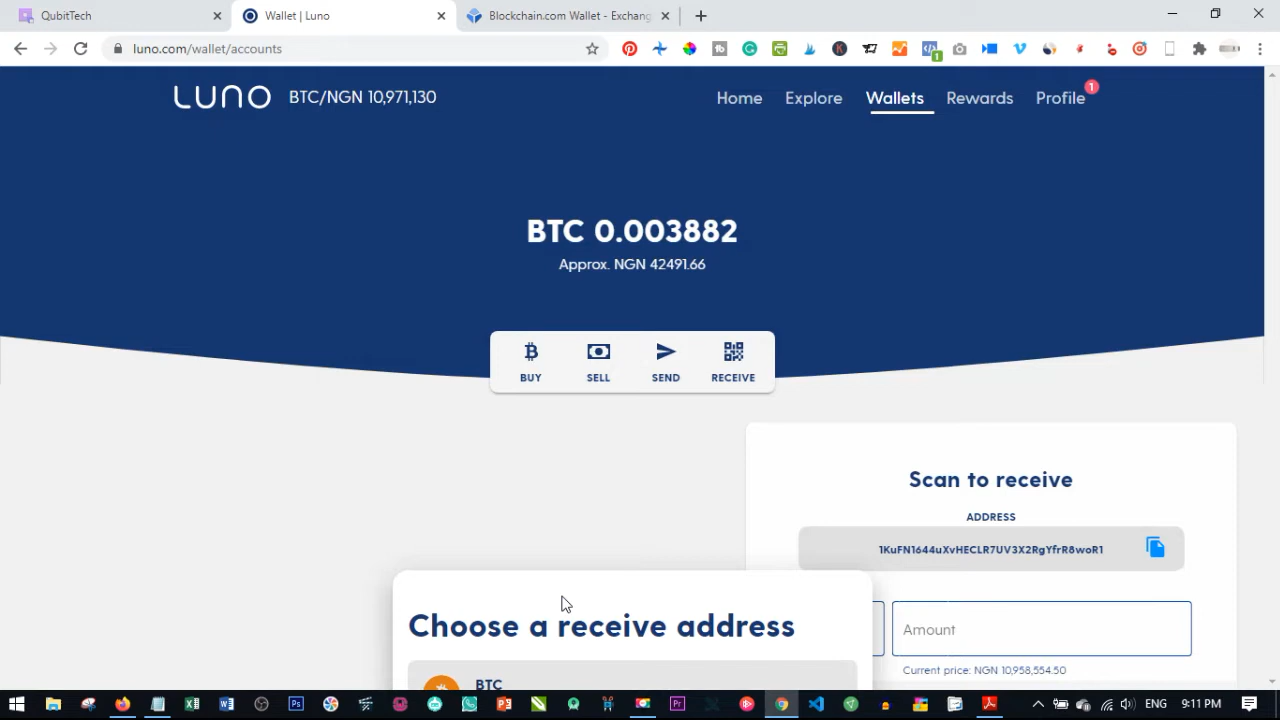 QubitTech
Wallet | Luno
Blockchain.com Wallet - Exchang
luno.com/wallet/accounts
1
LUNO
BTC/NGN 10,971,130
Home
Explore
Wallets
Rewards
Profile
1
BTC 0.003882
Approx. NGN 42491.66
BUY
SELL
SEND
RECEIVE
Scan to receive
ADDRESS
1KuFN1644uXvHECLR7UV3X2RgYfrR8woR1
Choose a receive address
Amount
Current price: NGN 10,958,554.50
BTC
ENG
9:11 PM